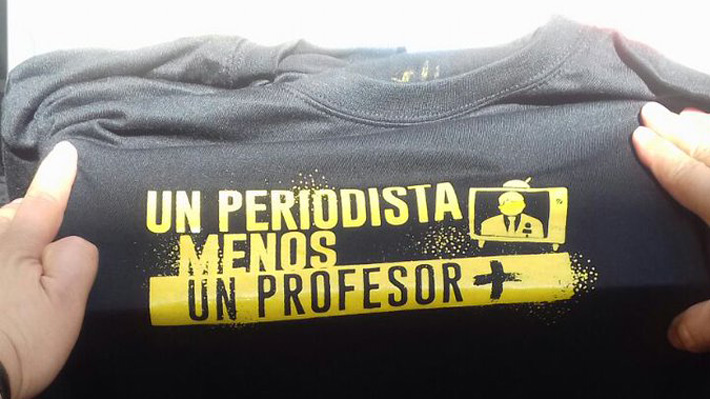 UN PERIODISTA
MENOS
UN PROFESOR +